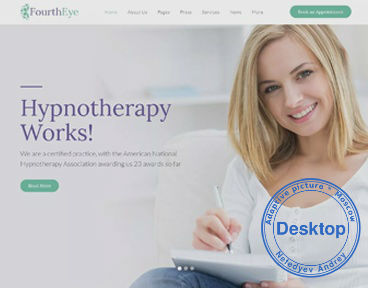 FourthEye
Home About Us Pages Press Services News More
Book an Appointment
Hypnotherapy
Works!
We are a certified practice, with the American National
Hypnotherapy Association awarding us 23 awards so far
Read More
Adaptive picture - Moscow
Desktop
Nefedyev Andrey